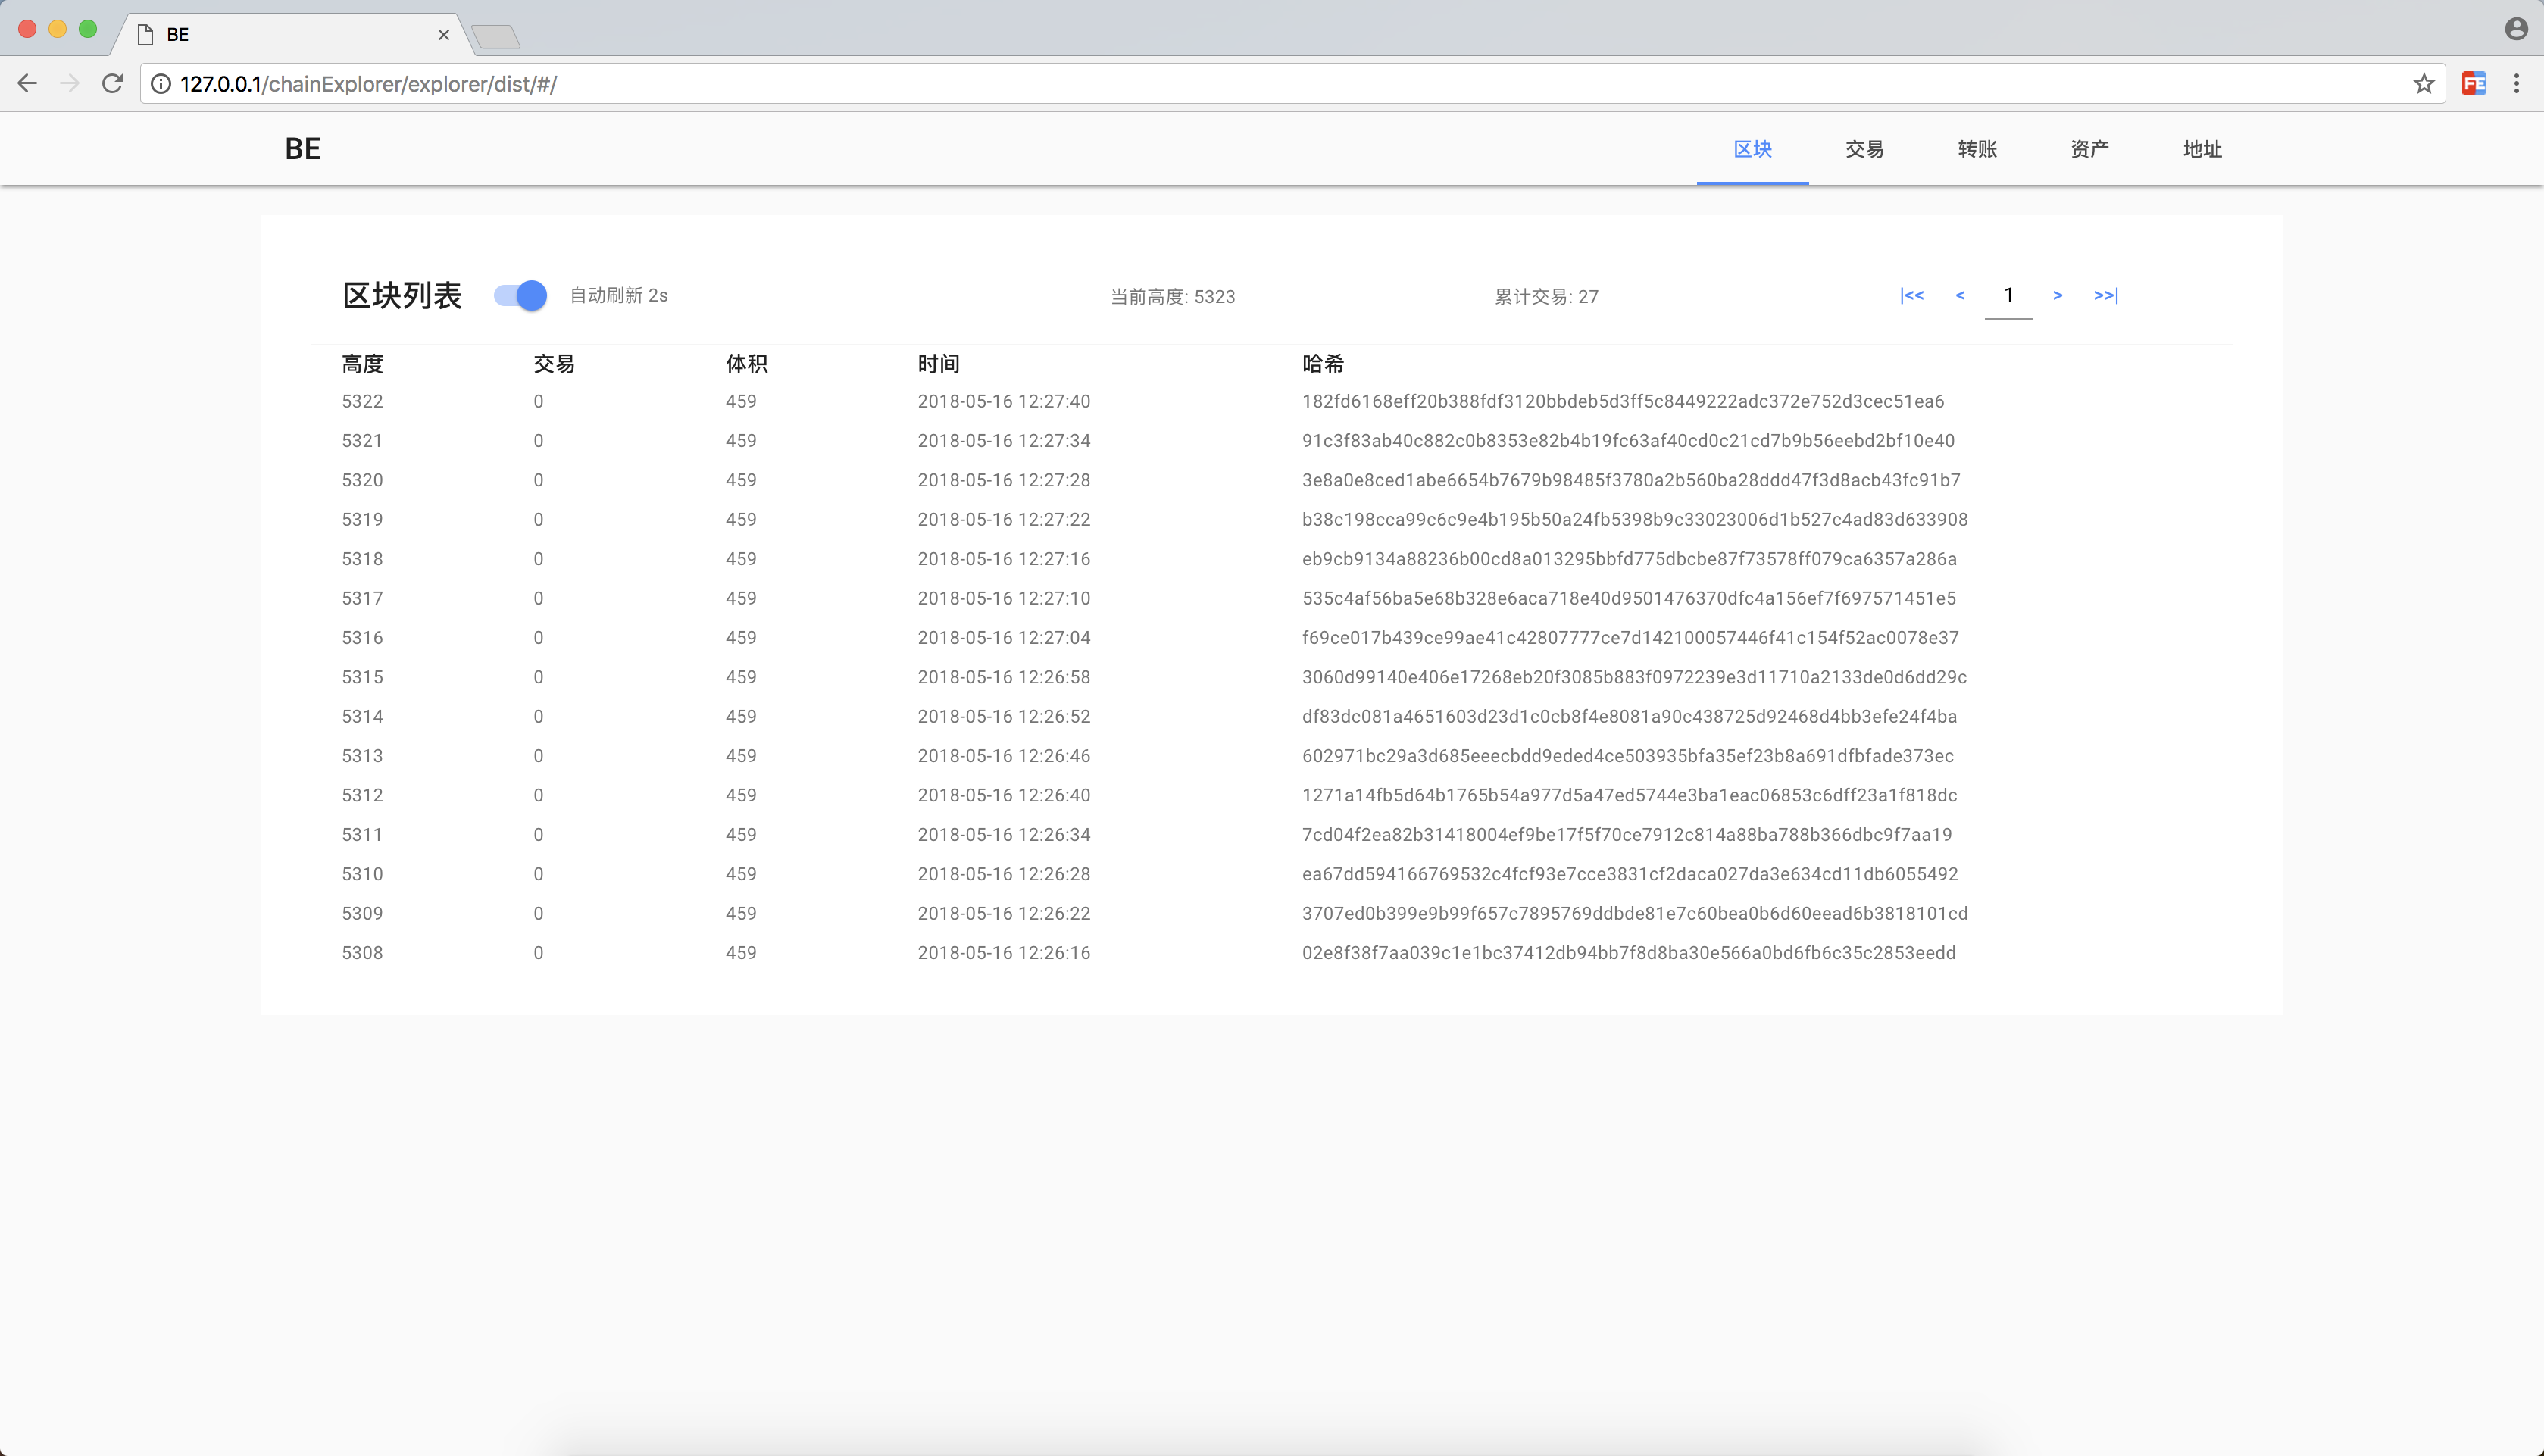 BE
127.0.0.1/chainExplorer/explorer/dist/#/
BE 区块 交易 转账 资产 地址
区块列表 自动刷新 2s 当前高度: 5323 累计交易: 27 |<< < 1 > >>|
高度 交易 体积 时间 哈希
5322 0 459 2018-05-16 12:27:40 182fd6168eff20b388fdf3120bbdeb5d3ff5c8449222adc372e752d3cec51ea6
5321 0 459 2018-05-16 12:27:34 91c3f83ab40c882c0b8353e82b4b19fc63af40cd0c21cd7b9b56eebd2bf10e40
5320 0 459 2018-05-16 12:27:28 3e8a0e8ced1abe6654b7679b98485f3780a2b560ba28ddd47f3d8acb43fc91b7
5319 0 459 2018-05-16 12:27:22 b38c198cca99c6c9e4b195b50a24fb5398b9c33023006d1b527c4ad83d633908
5318 0 459 2018-05-16 12:27:16 eb9cb9134a88236b00cd8a013295bbfd775dbcbe87f73578ff079ca6357a286a
5317 0 459 2018-05-16 12:27:10 535c4af56ba5e68b328e6aca718e40d9501476370dfc4a156ef7f697571451e5
5316 0 459 2018-05-16 12:27:04 f69ce017b439ce99ae41c42807777ce7d142100057446f41c154f52ac0078e37
5315 0 459 2018-05-16 12:26:58 3060d99140e406e17268eb20f3085b883f0972239e3d11710a2133de0d6dd29c
5314 0 459 2018-05-16 12:26:52 df83dc081a4651603d23d1c0cb8f4e8081a90c438725d92468d4bb3efe24f4ba
5313 0 459 2018-05-16 12:26:46 602971bc29a3d685eeecbdd9eded4ce503935bfa35ef23b8a691dfbfade373ec
5312 0 459 2018-05-16 12:26:40 1271a14fb5d64b1765b54a977d5a47ed5744e3ba1eac06853c6dff23a1f818dc
5311 0 459 2018-05-16 12:26:34 7cd04f2ea82b31418004ef9be17f5f70ce7912c814a88ba788b366dbc9f7aa19
5310 0 459 2018-05-16 12:26:28 ea67dd594166769532c4fcf93e7cce3831cf2daca027da3e634cd11db6055492
5309 0 459 2018-05-16 12:26:22 3707ed0b399e9b99f657c7895769ddbde81e7c60bea0b6d60eead6b3818101cd
5308 0 459 2018-05-16 12:26:16 02e8f38f7aa039c1e1bc37412db94bb7f8d8ba30e566a0bd6fb6c35c2853eedd